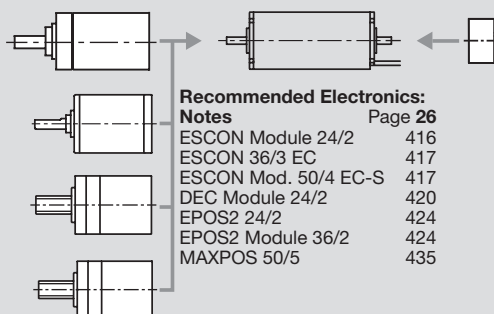 Recommended Electronics:
Notes Page 26
ESCON Module 24/2 416
ESCON 36/3 EC 417
ESCON Mod. 50/4 EC-S 417
DEC Module 24/2 420
EPOS2 24/2 424
EPOS2 Module 36/2 424
MAXPOS 50/5 435